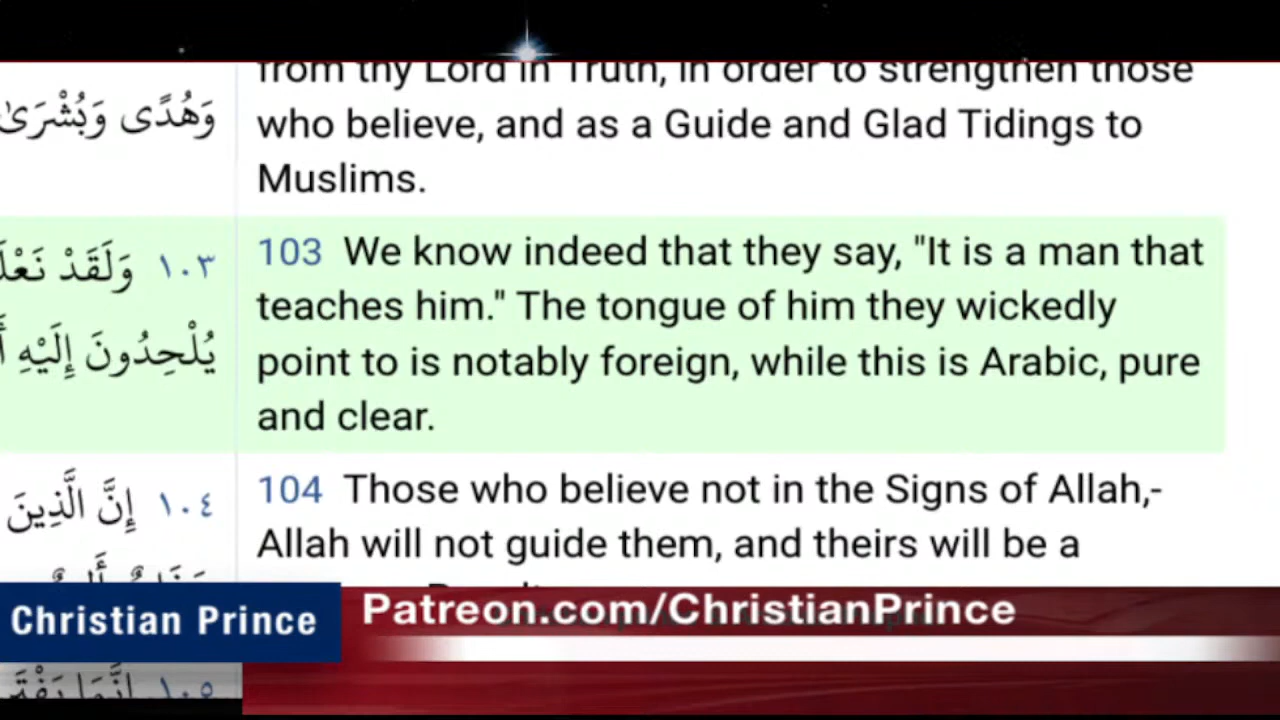 from thy Lord in Truth, in order to strengthen those
وَهُدًى وَبُشْرَىٰ
who believe, and as a Guide and Glad Tidings to
Muslims.
١٠٣ وَلَقَدْ
103 We know indeed that they say, "It is a man that
teaches him." The tongue of him they wickedly
يُلْحِدُونَ إِلَيْهِ
point to is notably foreign, while this is Arabic, pure
and clear.
١٠٤ إِنَّ الَّذِينَ
104 Those who believe not in the Signs of Allah,-
Allah will not guide them, and theirs will be a
Christian Prince
Patreon.com/ChristianPrince
١٠٥